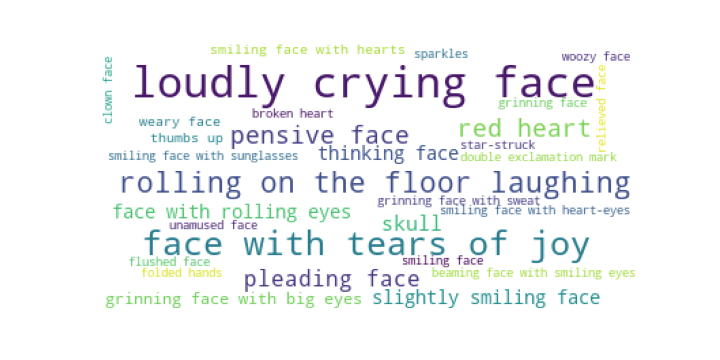 smiling face with hearts
sparkles
woozy face
clown face
loudly crying face
relieved face
grinning face
broken heart
weary face
pensive face
red heart
thumbs up
star-struck
smiling face with sunglasses
thinking face
double exclamation mark
rolling on the floor laughing
grinning face with sweat
face with rolling eyes
smiling face with heart-eyes
unamused face
skull
face with tears of joy
flushed face
smiling face
folded hands
pleading face
beaming face with smiling eyes
grinning face with big eyes
slightly smiling face